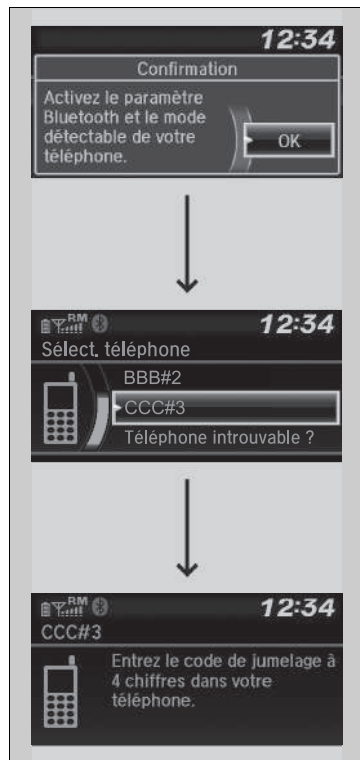 12:34
Confirmation
Activez le paramètre
Bluetooth et le mode
détectable de votre
téléphone.
OK
RM
12:34
Sélect. téléphone
BBB#2
CCC#3
Téléphone introuvable ?
RM
12:34
CCC#3
Entrez le code de jumelage à
4 chiffres dans votre
téléphone.